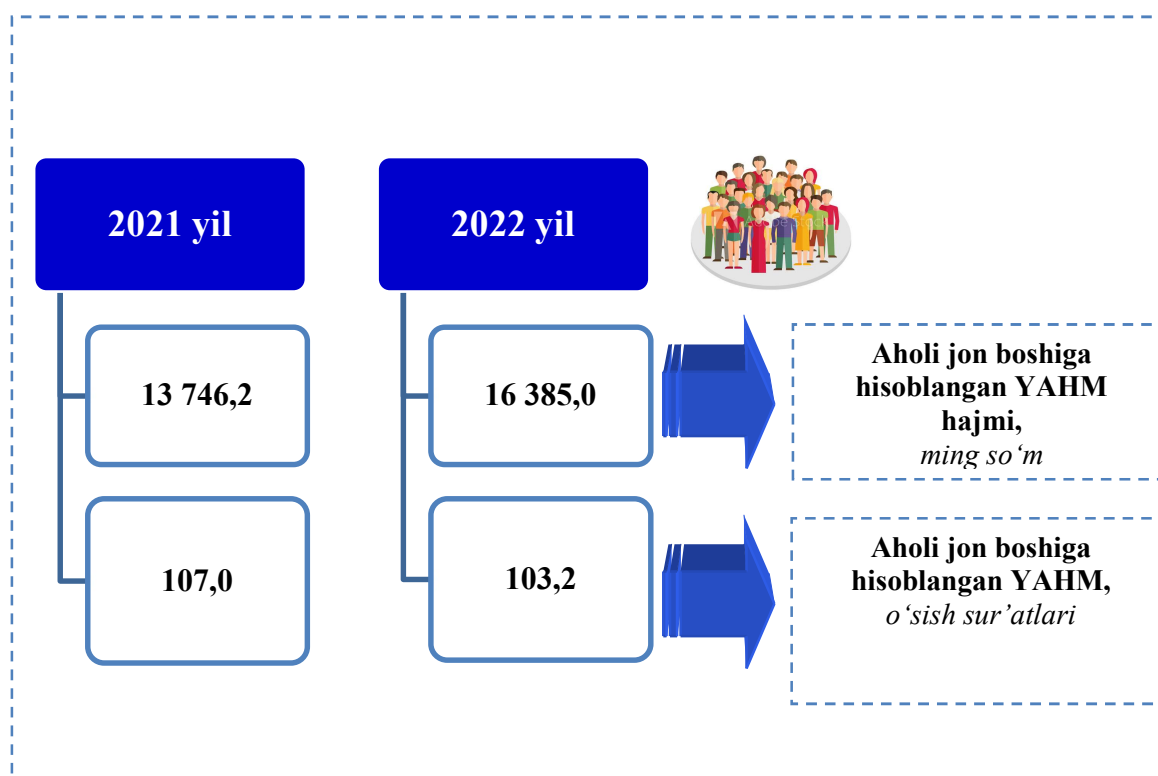 2021 yil
2022 yil
13 746,2
16 385,0
Aholi jon boshiga
hisoblangan YAHM
hajmi,
ming so‘m
107,0
103,2
Aholi jon boshiga
hisoblangan YAHM,
o‘sish sur’atlari